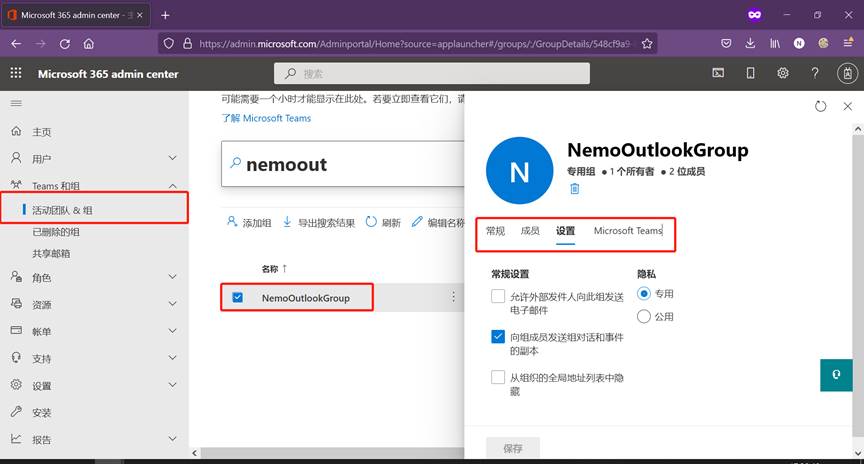 Microsoft 365 admin center - 主
https://admin.microsoft.com/Adminportal/Home?source=applauncher#/groups/:/GroupDetails/548cf9a9
Microsoft 365 admin center
搜索
主页
用户
Teams 和组
活动团队 & 组
已删除的组
共享邮箱
角色
资源
帐单
支持
设置
安装
报告
可能需要一个小时才能显示在此处。若要立即查看它们，请
了解 Microsoft Teams
nemoout
添加组
导出搜索结果
刷新
编辑名称
名称 ↑
NemoOutlookGroup
N
NemoOutlookGroup
专用组 ● 1 个所有者 ● 2 位成员
常规
成员
设置
Microsoft Teams
常规设置
允许外部发件人向此组发送
电子邮件
向组成员发送组对话和事件
的副本
从组织的全局地址列表中隐
藏
隐私
专用
公用
保存